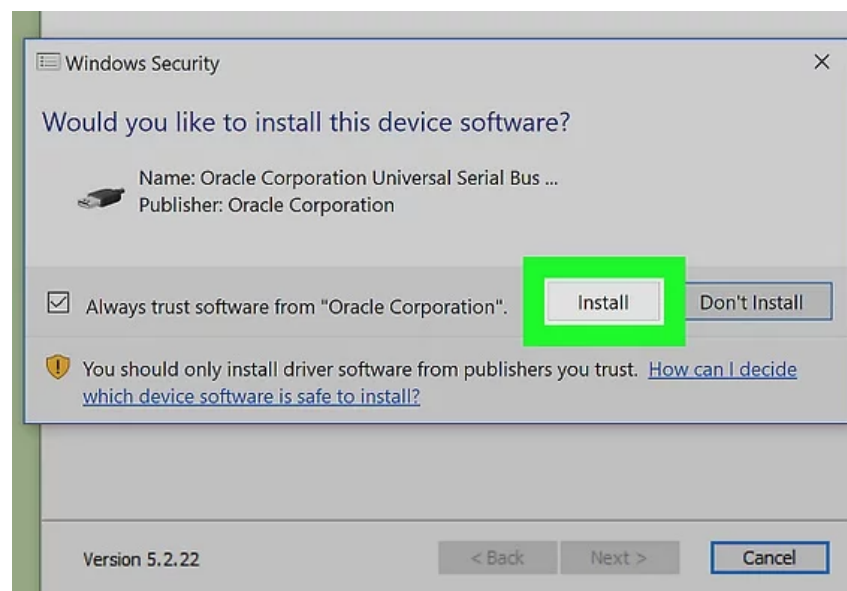 Windows Security
Would you like to install this device software?
Name: Oracle Corporation Universal Serial Bus ...
Publisher: Oracle Corporation
Always trust software from "Oracle Corporation".
Install
Don't Install
You should only install driver software from publishers you trust. How can I decide
which device software is safe to install?
Version 5.2.22
< Back
Next >
Cancel